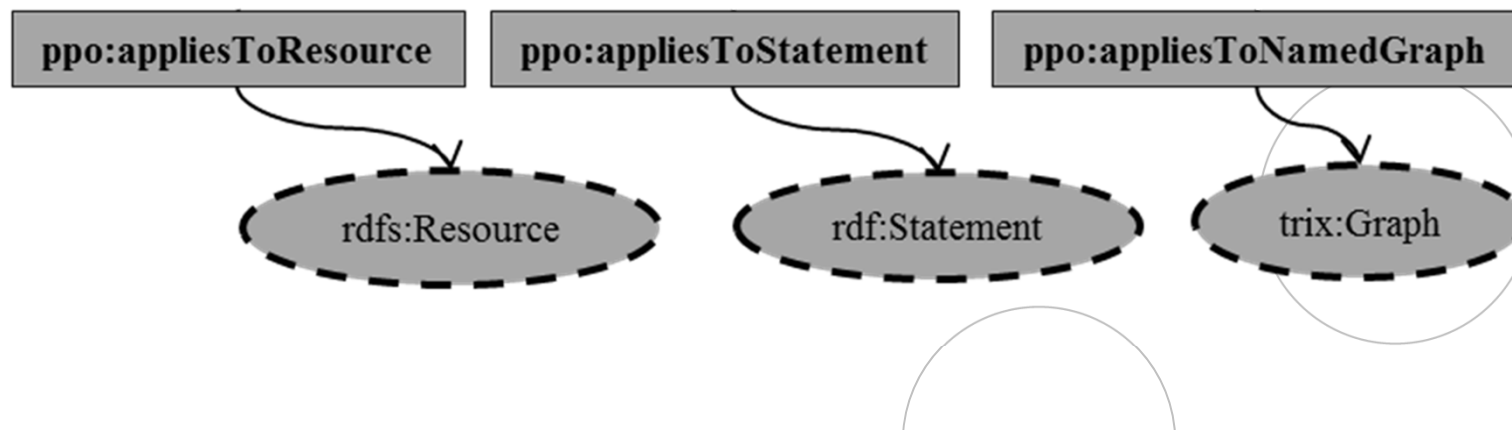 ppo:appliesToResource ppo:appliesToStatement ppo:appliesToNamedGraph
rdfs:Resource rdf:Statement trix:Graph